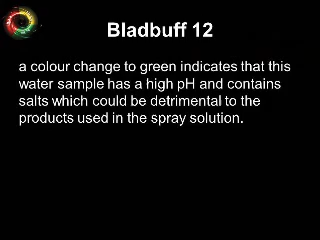 Bladbuff 12
a colour change to green indicates that this
water sample has a high pH and contains
salts which could be detrimental to the
products used in the spray solution.